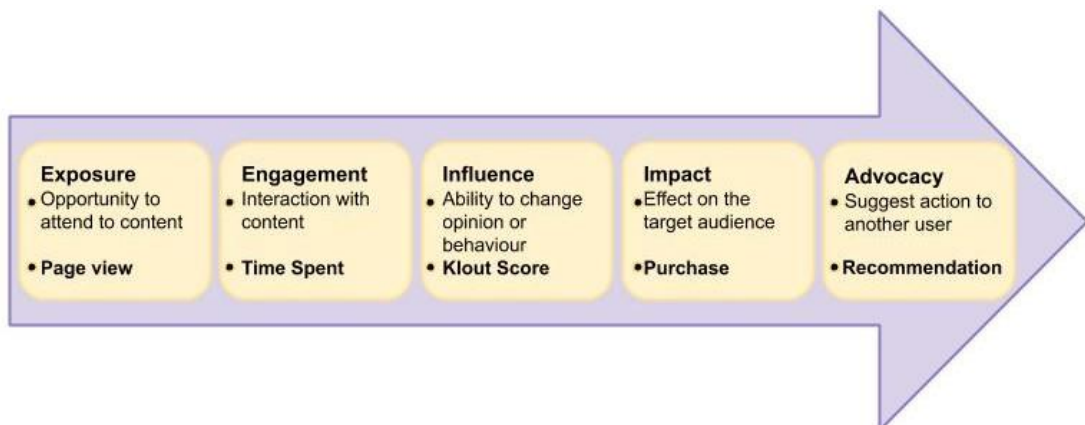 Exposure
• Opportunity to
attend to content
• Page view
Engagement
• Interaction with
content
• Time Spent
Influence
• Ability to change
opinion or
behaviour
• Klout Score
Impact
• Effect on the
target audience
• Purchase
Advocacy
• Suggest action to
another user
• Recommendation